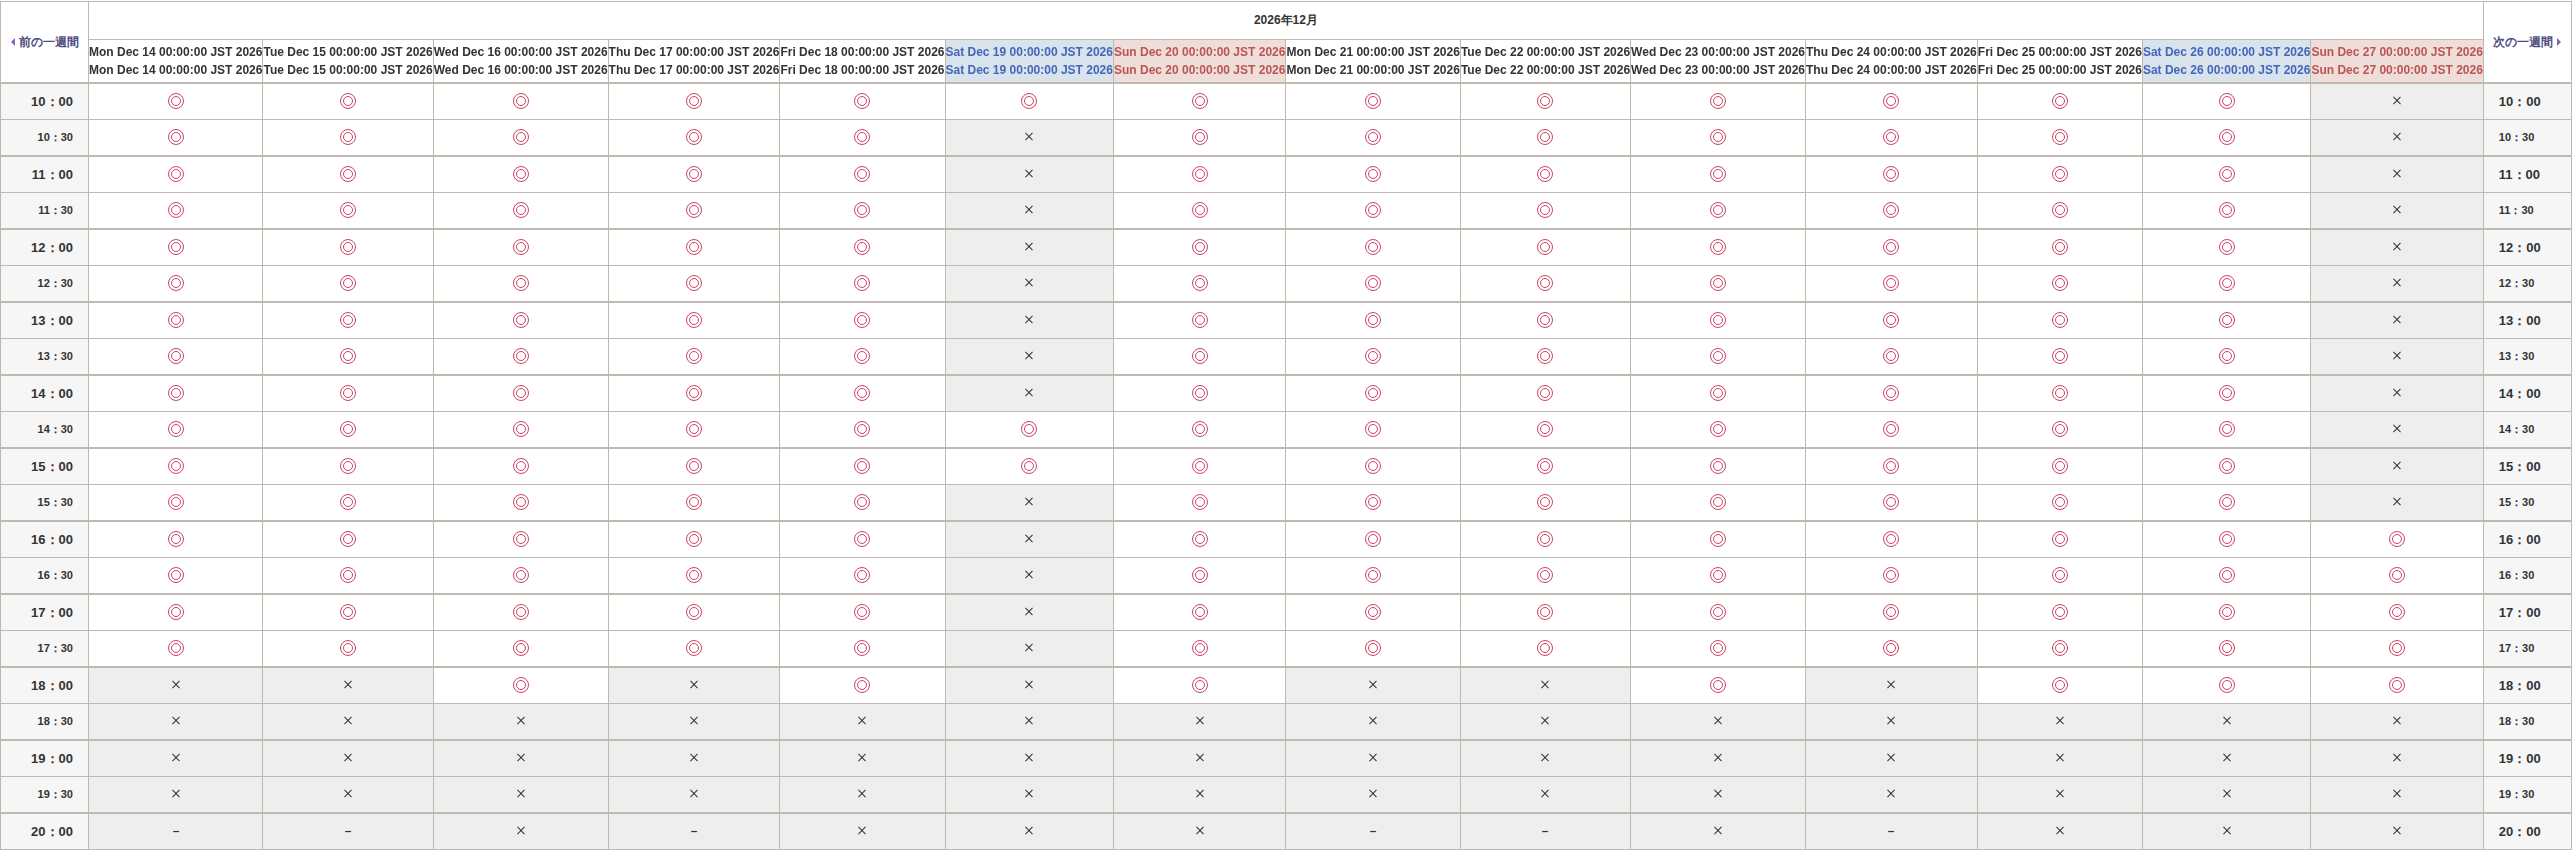 2026年12月
前の一週間 Mon Dec 14 00:00:00 JST 2026 Tue Dec 15 00:00:00 JST 2026 Wed Dec 16 00:00:00 JST 2026 Thu Dec 17 00:00:00 JST 2026 Fri Dec 18 00:00:00 JST 2026 Sat Dec 19 00:00:00 JST 2026 Sun Dec 20 00:00:00 JST 2026 Mon Dec 21 00:00:00 JST 2026 Tue Dec 22 00:00:00 JST 2026 Wed Dec 23 00:00:00 JST 2026 Thu Dec 24 00:00:00 JST 2026 Fri Dec 25 00:00:00 JST 2026 Sat Dec 26 00:00:00 JST 2026 Sun Dec 27 00:00:00 JST 2026 次の一週間
Mon Dec 14 00:00:00 JST 2026 Tue Dec 15 00:00:00 JST 2026 Wed Dec 16 00:00:00 JST 2026 Thu Dec 17 00:00:00 JST 2026 Fri Dec 18 00:00:00 JST 2026 Sat Dec 19 00:00:00 JST 2026 Sun Dec 20 00:00:00 JST 2026 Mon Dec 21 00:00:00 JST 2026 Tue Dec 22 00:00:00 JST 2026 Wed Dec 23 00:00:00 JST 2026 Thu Dec 24 00:00:00 JST 2026 Fri Dec 25 00:00:00 JST 2026 Sat Dec 26 00:00:00 JST 2026 Sun Dec 27 00:00:00 JST 2026
10：00 ◎ ◎ ◎ ◎ ◎ ◎ ◎ ◎ ◎ ◎ ◎ ◎ ◎ × 10：00
10：30 ◎ ◎ ◎ ◎ ◎ × ◎ ◎ ◎ ◎ ◎ ◎ ◎ × 10：30
11：00 ◎ ◎ ◎ ◎ ◎ × ◎ ◎ ◎ ◎ ◎ ◎ ◎ × 11：00
11：30 ◎ ◎ ◎ ◎ ◎ × ◎ ◎ ◎ ◎ ◎ ◎ ◎ × 11：30
12：00 ◎ ◎ ◎ ◎ ◎ × ◎ ◎ ◎ ◎ ◎ ◎ ◎ × 12：00
12：30 ◎ ◎ ◎ ◎ ◎ × ◎ ◎ ◎ ◎ ◎ ◎ ◎ × 12：30
13：00 ◎ ◎ ◎ ◎ ◎ × ◎ ◎ ◎ ◎ ◎ ◎ ◎ × 13：00
13：30 ◎ ◎ ◎ ◎ ◎ × ◎ ◎ ◎ ◎ ◎ ◎ ◎ × 13：30
14：00 ◎ ◎ ◎ ◎ ◎ × ◎ ◎ ◎ ◎ ◎ ◎ ◎ × 14：00
14：30 ◎ ◎ ◎ ◎ ◎ ◎ ◎ ◎ ◎ ◎ ◎ ◎ ◎ × 14：30
15：00 ◎ ◎ ◎ ◎ ◎ ◎ ◎ ◎ ◎ ◎ ◎ ◎ ◎ × 15：00
15：30 ◎ ◎ ◎ ◎ ◎ × ◎ ◎ ◎ ◎ ◎ ◎ ◎ × 15：30
16：00 ◎ ◎ ◎ ◎ ◎ × ◎ ◎ ◎ ◎ ◎ ◎ ◎ ◎ 16：00
16：30 ◎ ◎ ◎ ◎ ◎ × ◎ ◎ ◎ ◎ ◎ ◎ ◎ ◎ 16：30
17：00 ◎ ◎ ◎ ◎ ◎ × ◎ ◎ ◎ ◎ ◎ ◎ ◎ ◎ 17：00
17：30 ◎ ◎ ◎ ◎ ◎ × ◎ ◎ ◎ ◎ ◎ ◎ ◎ ◎ 17：30
18：00 × × ◎ × ◎ × ◎ × × ◎ × ◎ ◎ ◎ 18：00
18：30 × × × × × × × × × × × × × × 18：30
19：00 × × × × × × × × × × × × × × 19：00
19：30 × × × × × × × × × × × × × × 19：30
20：00 － － × － × × × － － × － × × × 20：00